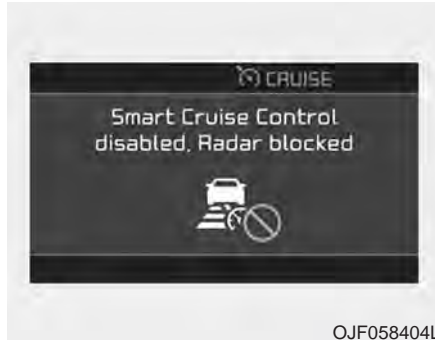 CRUISE
Smart Cruise Control
disabled, Radar blocked
OJF058404L